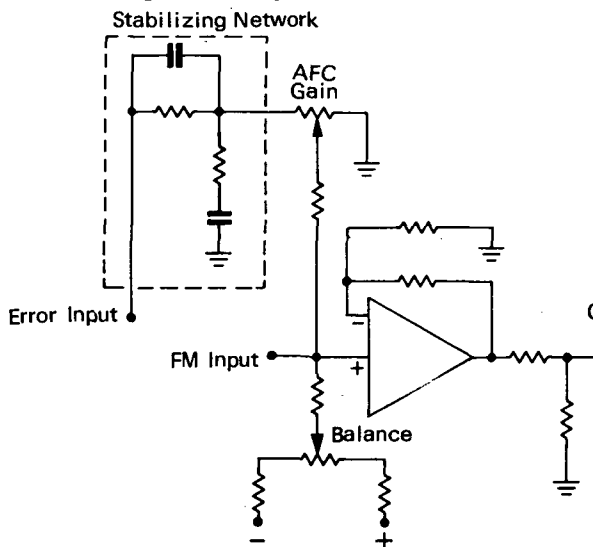 Stabilizing Network
AFC
Gain
Error Input
FM Input
-
+
Balance
-
+